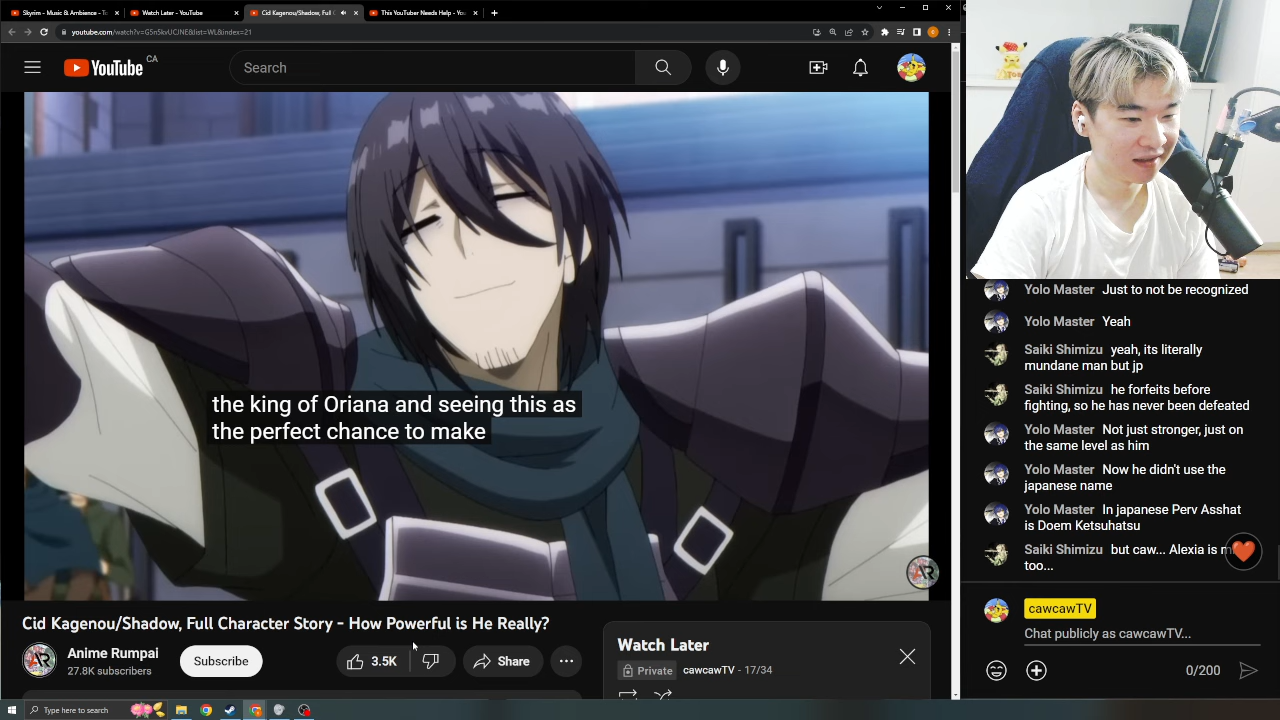 Skyrim - Music & Ambience - To
Watch Later - YouTube
Cid Kagenou/Shadow, Full
This YouTuber Needs Help - You
youtube.com/watch?v=GSn5kvUCJNE&list=WL&index=21
YouTube CA
Search
the king of Oriana and seeing this as
the perfect chance to make
AR
Cid Kagenou/Shadow, Full Character Story - How Powerful is He Really?
AR
Anime Rumpai
27.8K subscribers
Subscribe
3.5K
Share
Watch Later
Private
cawcawTV - 17/34
Yolo Master Just to not be recognized
Yolo Master Yeah
Saiki Shimizu yeah, its literally
mundane man but jp
Saiki Shimizu he forfeits before
fighting, so he has never been defeated
Yolo Master Not just stronger, just on
the same level as him
Yolo Master Now he didn't use the
japanese name
Yolo Master In japanese Perv Asshat
is Doem Ketsuhatsu
Saiki Shimizu but caw... Alexia is m
too...
cawcawTV
Chat publicly as cawcawTV...
0/200
Type here to search